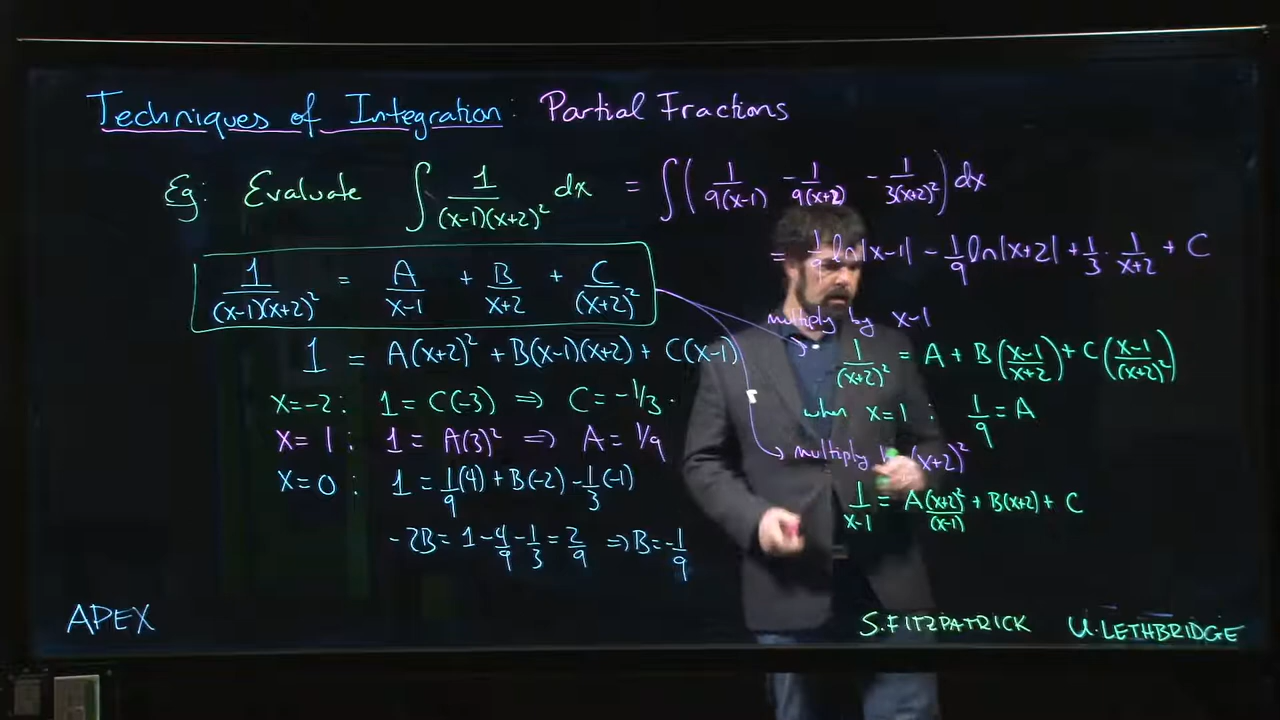 Techniques of Integration: Partial Fractions
Eg: Evaluate ∫ 1/((x-1)(x+2)²) dx = ∫( 1/(9(x-1)) - 1/(9(x+2)) - 1/(3(x+2)²) ) dx
= 1/9 ln|x-1| - 1/9 ln|x+2| + 1/3 · 1/(x+2) + C
1/((x-1)(x+2)²) = A/(x-1) + B/(x+2) + C/(x+2)²
1 = A(x+2)² + B(x-1)(x+2) + C(x-1)
x=-2: 1 = C(-3) ⇒ C = -1/3.
x=1: 1 = A(3)² ⇒ A = 1/9
x=0: 1 = 1/9(4) + B(-2) - 1/3(-1)
-2B = 1 - 4/9 - 1/3 = 2/9 ⇒ B = -1/9
multiply by x-1
1/(x+2)² = A + B((x-1)/(x+2)) + C((x-1)/(x+2)²)
when x=1: 1/9 = A
multiply by (x+2)²
1/(x-1) = A(x+2)²/(x-1) + B(x+2) + C
APEX
S. FITZPATRICK U. LETHBRIDGE